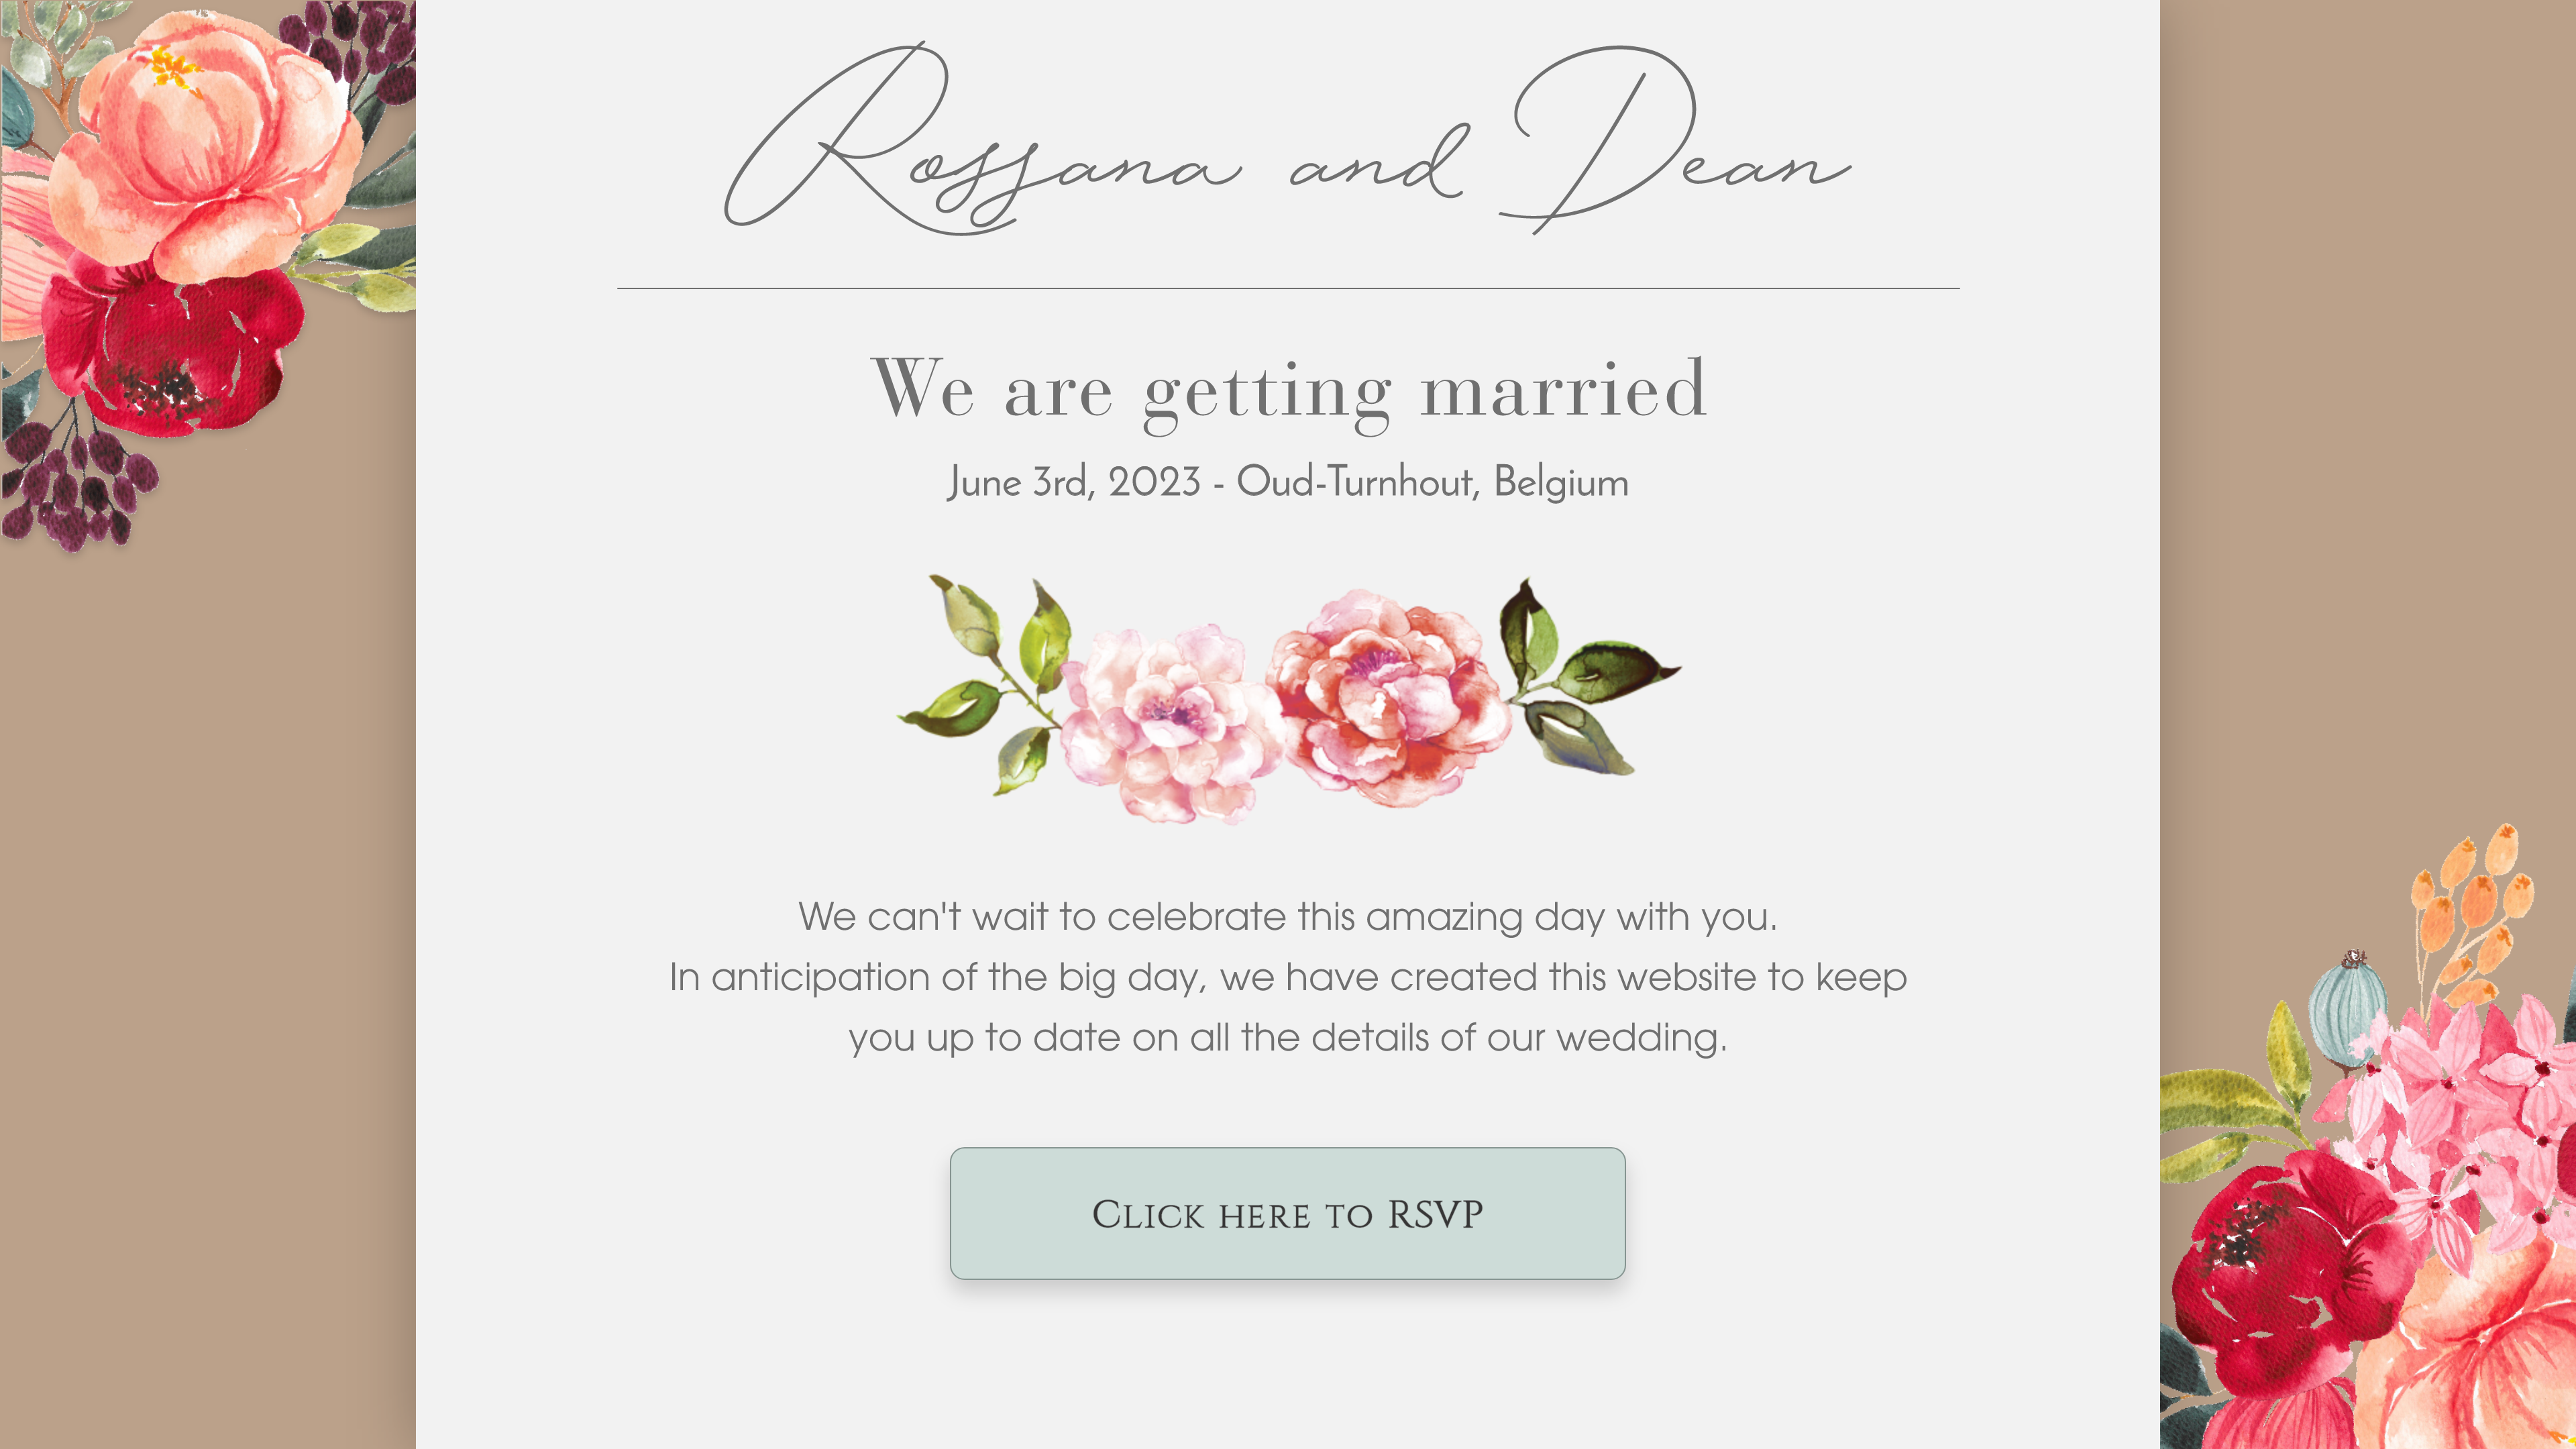 Rossana and Dean
We are getting married
June 3rd, 2023 - Oud-Turnhout, Belgium
We can't wait to celebrate this amazing day with you.
In anticipation of the big day, we have created this website to keep
you up to date on all the details of our wedding.
Click here to RSVP